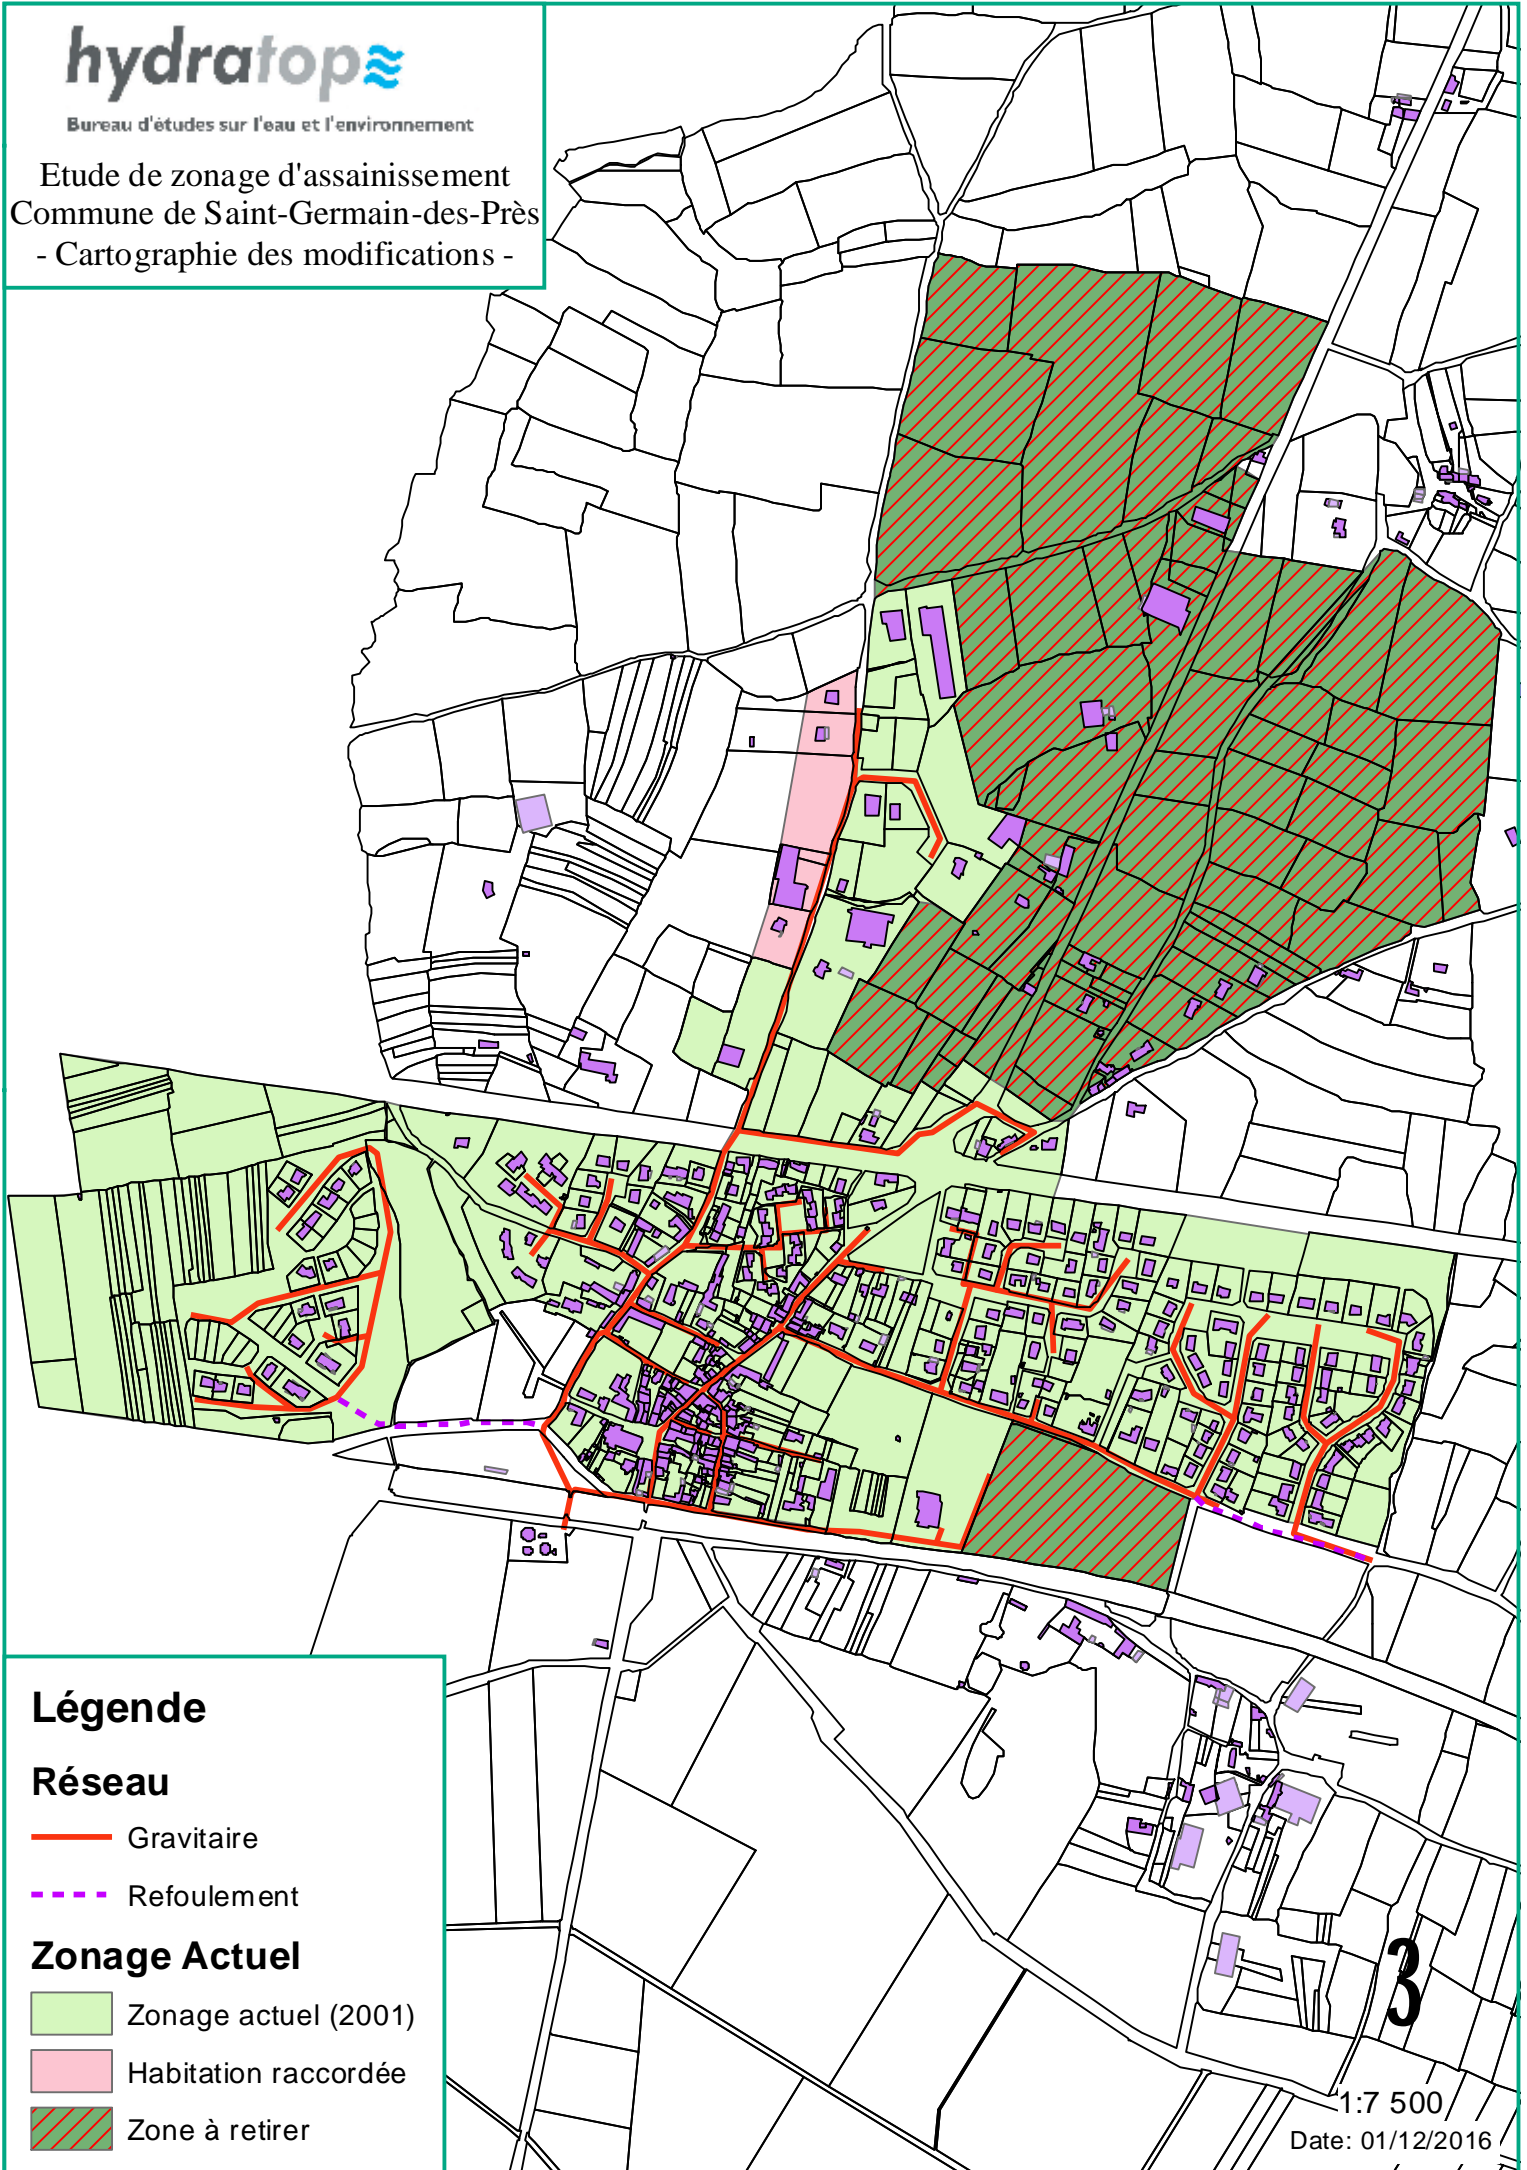 hydratop
Bureau d'études sur l'eau et l'environnement
Etude de zonage d'assainissement
Commune de Saint-Germain-des-Près
- Cartographie des modifications -
Légende
Réseau
Gravitaire
Refoulement
Zonage Actuel
Zonage actuel (2001)
Habitation raccordée
Zone à retirer
3
1:7 500
Date: 01/12/2016